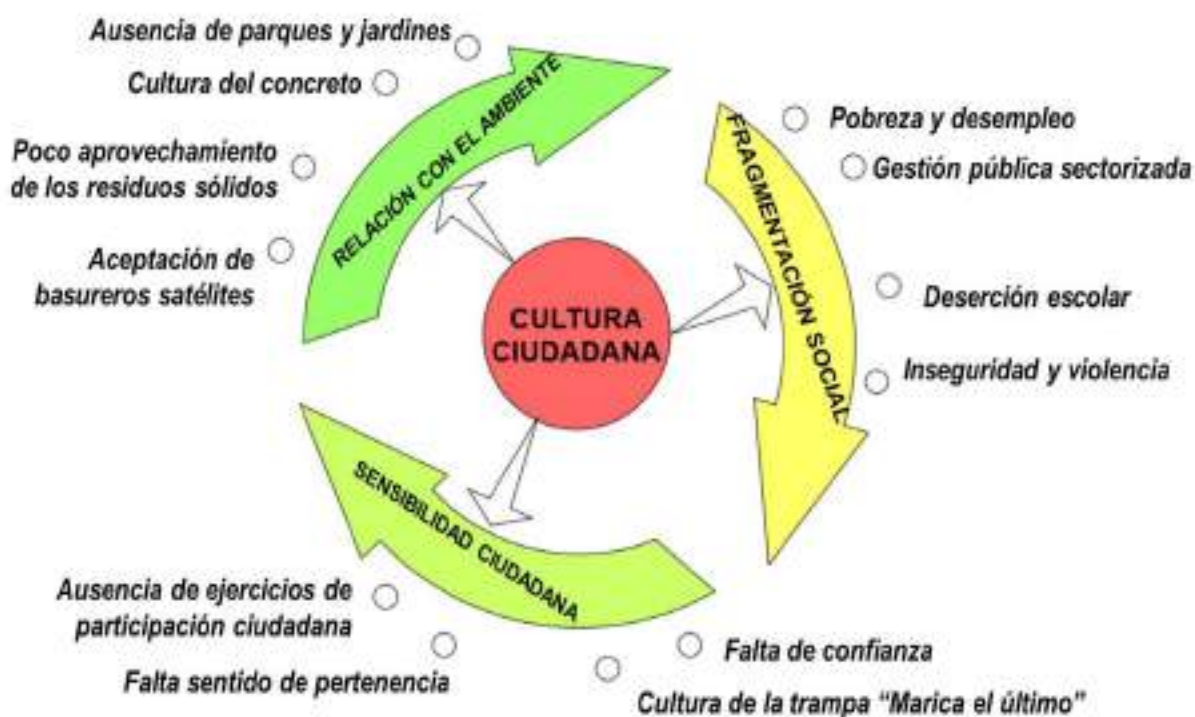 Ausencia de parques y jardines
Cultura del concreto
Poco aprovechamiento
de los residuos sólidos
Aceptación de
basureros satélites
RELACIÓN CON EL AMBIENTE
FRAGMENTACIÓN SOCIAL
Pobreza y desempleo
Gestión pública sectorizada
Deserción escolar
Inseguridad y violencia
CULTURA
CIUDADANA
SENSIBILIDAD CIUDADANA
Ausencia de ejercicios de
participación ciudadana
Falta sentido de pertenencia
Falta de confianza
Cultura de la trampa “Marica el último”